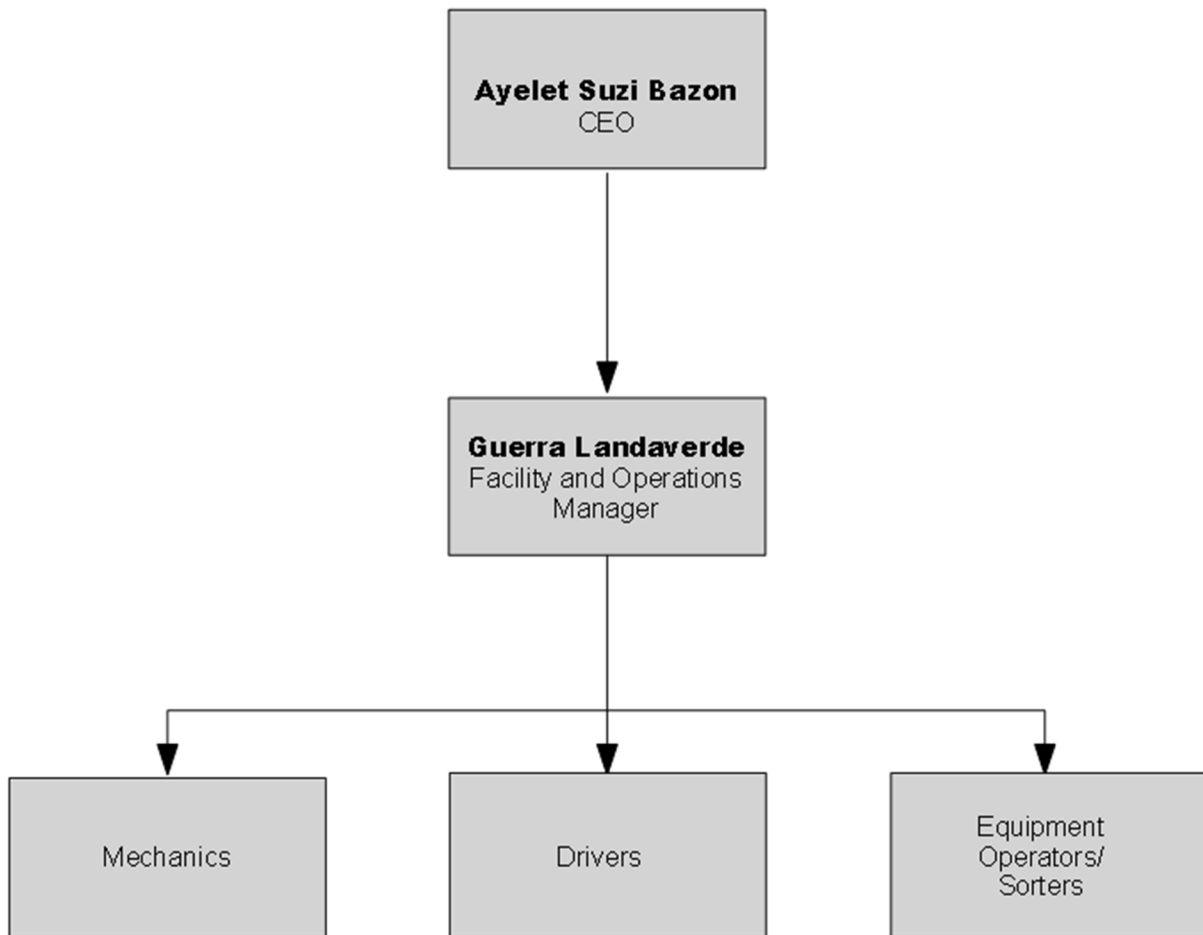 Ayelet Suzi Bazon
CEO
Guerra Landaverde
Facility and Operations
Manager
Mechanics
Drivers
Equipment
Operators/
Sorters